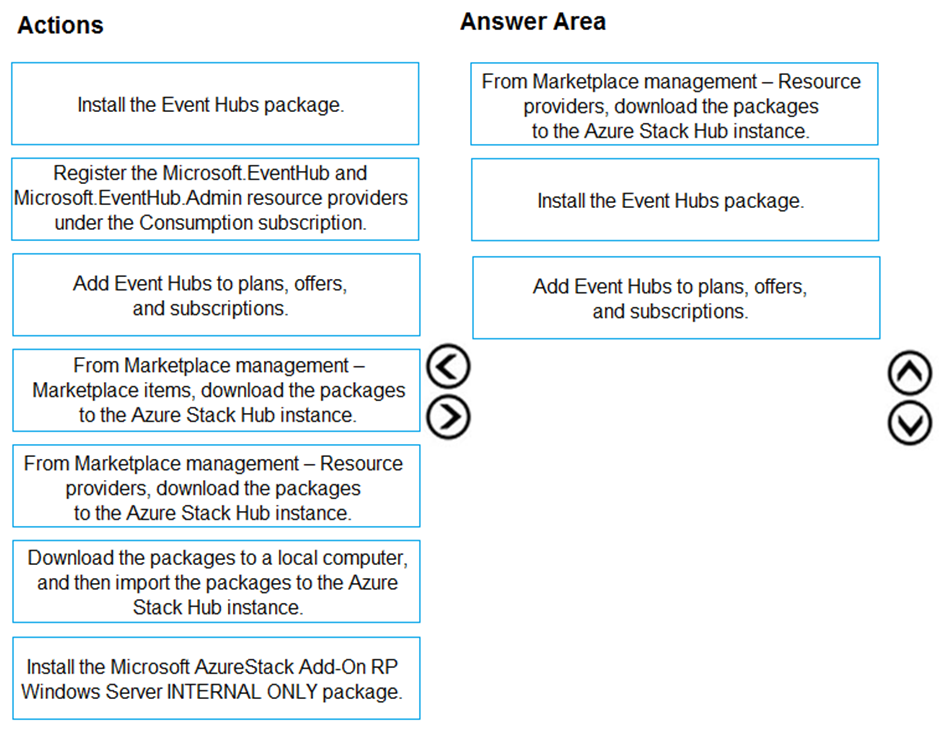 Actions
Install the Event Hubs package.
Register the Microsoft.EventHub and
Microsoft.EventHub.Admin resource providers
under the Consumption subscription.
Add Event Hubs to plans, offers,
and subscriptions.
From Marketplace management –
Marketplace items, download the packages
to the Azure Stack Hub instance.
From Marketplace management – Resource
providers, download the packages
to the Azure Stack Hub instance.
Download the packages to a local computer,
and then import the packages to the Azure
Stack Hub instance.
Install the Microsoft AzureStack Add-On RP
Windows Server INTERNAL ONLY package.
Answer Area
From Marketplace management – Resource
providers, download the packages
to the Azure Stack Hub instance.
Install the Event Hubs package.
Add Event Hubs to plans, offers,
and subscriptions.